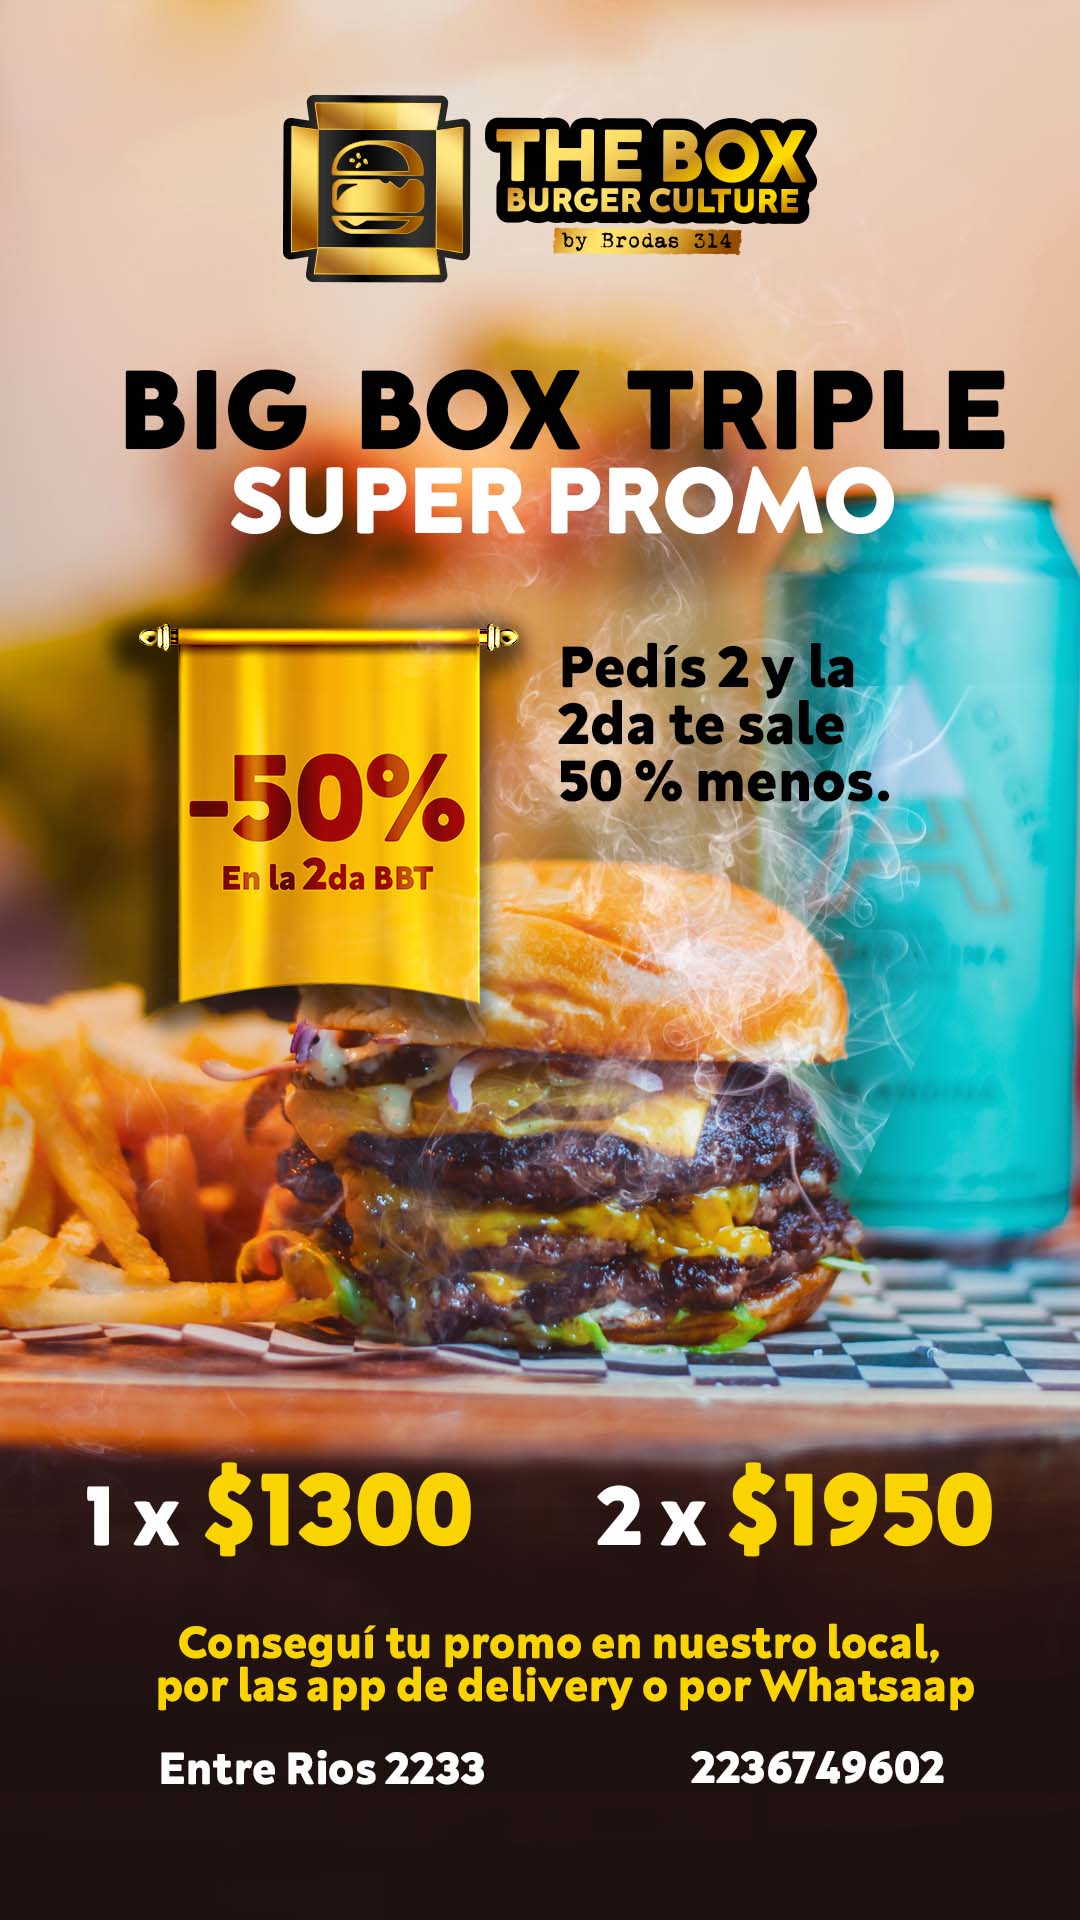 THE BOX
BURGER CULTURE
by Brodas 314
BIG BOX TRIPLE
SUPER PROMO
-50%
En la 2da BBT
Pedís 2 y la
2da te sale
50 % menos.
1 x $1300
2 x $1950
Conseguí tu promo en nuestro local,
por las app de delivery o por Whatsaap
Entre Rios 2233
2236749602